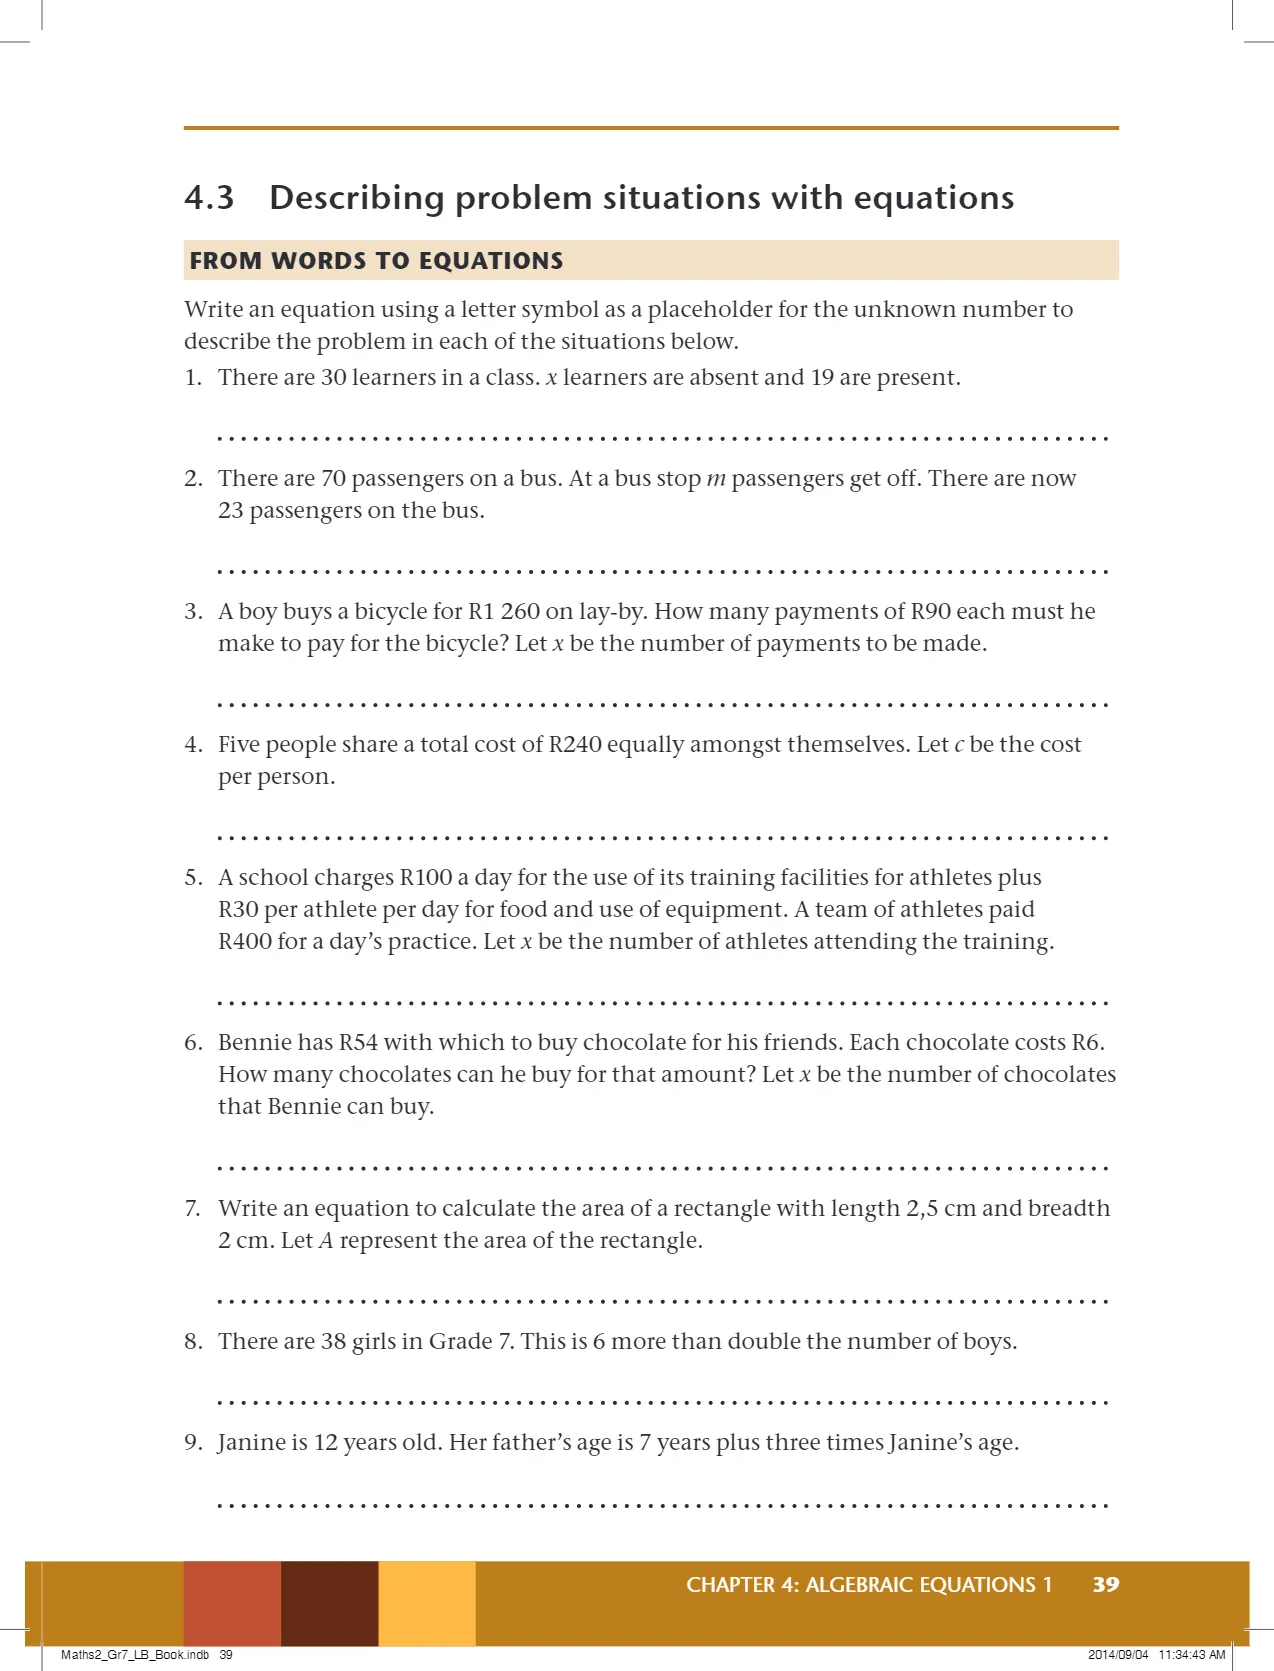 4.3 Describing problem situations with equations
FROM WORDS TO EQUATIONS
Write an equation using a letter symbol as a placeholder for the unknown number to
describe the problem in each of the situations below.
1. There are 30 learners in a class. x learners are absent and 19 are present.
2. There are 70 passengers on a bus. At a bus stop m passengers get off. There are now
23 passengers on the bus.
3. A boy buys a bicycle for R1 260 on lay-by. How many payments of R90 each must he
make to pay for the bicycle? Let x be the number of payments to be made.
4. Five people share a total cost of R240 equally amongst themselves. Let c be the cost
per person.
5. A school charges R100 a day for the use of its training facilities for athletes plus
R30 per athlete per day for food and use of equipment. A team of athletes paid
R400 for a day’s practice. Let x be the number of athletes attending the training.
6. Bennie has R54 with which to buy chocolate for his friends. Each chocolate costs R6.
How many chocolates can he buy for that amount? Let x be the number of chocolates
that Bennie can buy.
7. Write an equation to calculate the area of a rectangle with length 2,5 cm and breadth
2 cm. Let A represent the area of the rectangle.
8. There are 38 girls in Grade 7. This is 6 more than double the number of boys.
9. Janine is 12 years old. Her father’s age is 7 years plus three times Janine’s age.
CHAPTER 4: ALGEBRAIC EQUATIONS 1 39
Maths2_Gr7_LB_Book.indb 39 2014/09/04 11:34:43 AM